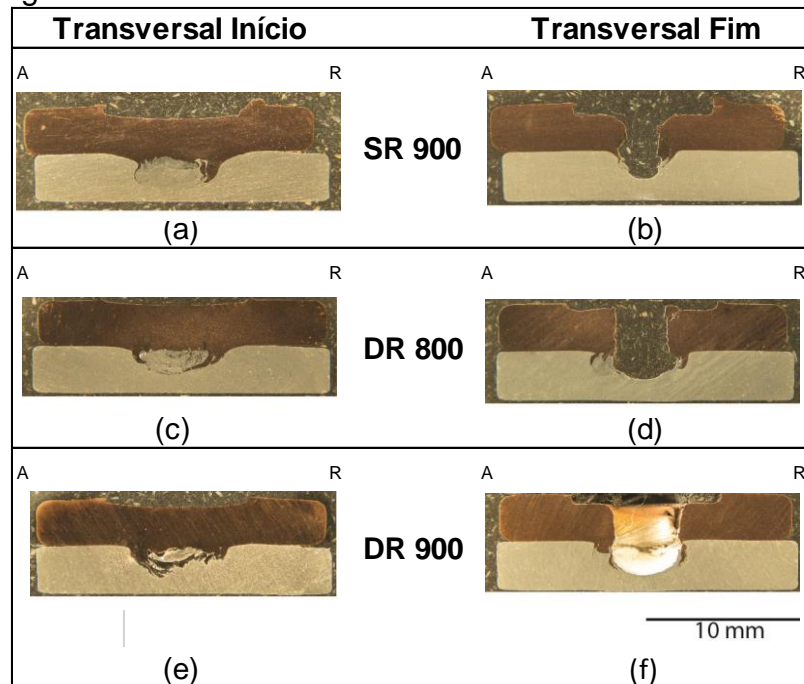 Transversal Início Transversal Fim
A R A R
SR 900
(a) (b)
A R A R
DR 800
(c) (d)
A R A R
DR 900
10 mm
(e) (f)